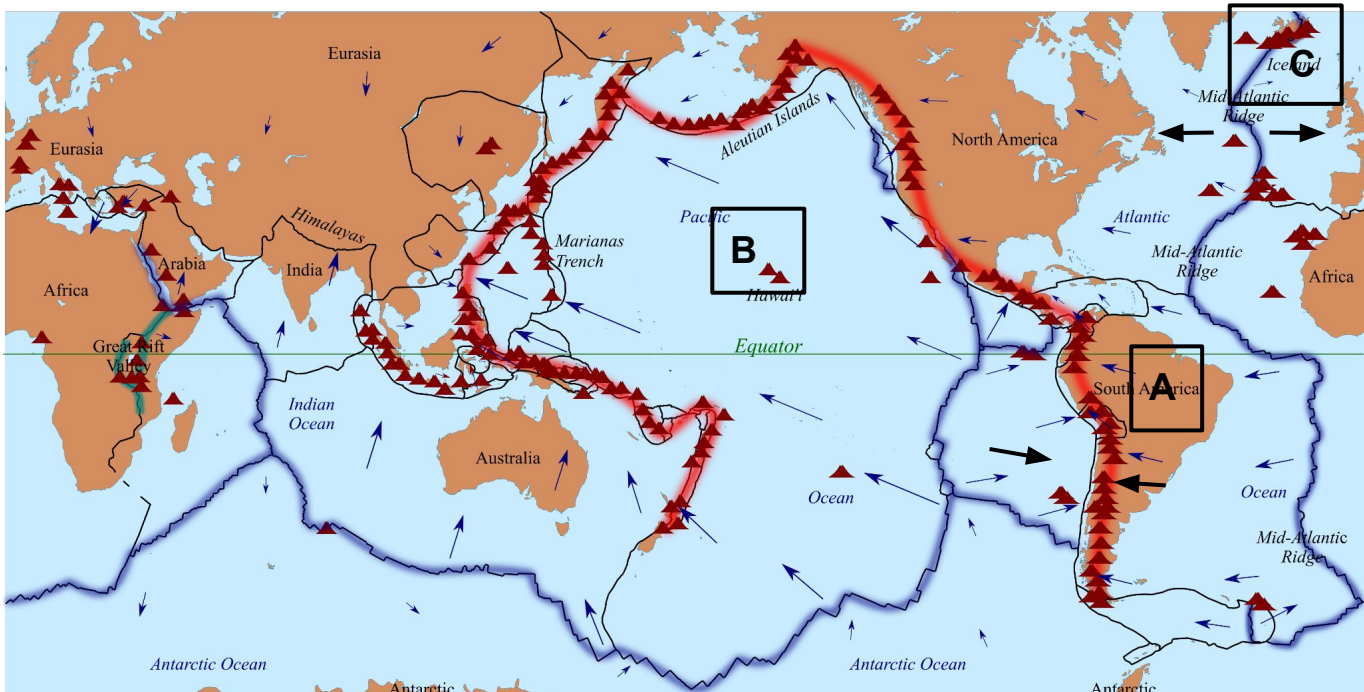 Eurasia
C
Iceland
Mid-Atlantic
Ridge
Aleutian Islands
North America
Eurasia
Himalayas
Pacific
B
Atlantic
Marianas
Trench
Mid-Atlantic
Ridge
Arabia
India
Africa
Hawai'i
Africa
Great Rift
Valley
Equator
A
South America
Indian
Ocean
Australia
Ocean
Ocean
Mid-Atlantic
Ridge
Antarctic Ocean
Antarctic Ocean
Antarctic
Antarctic